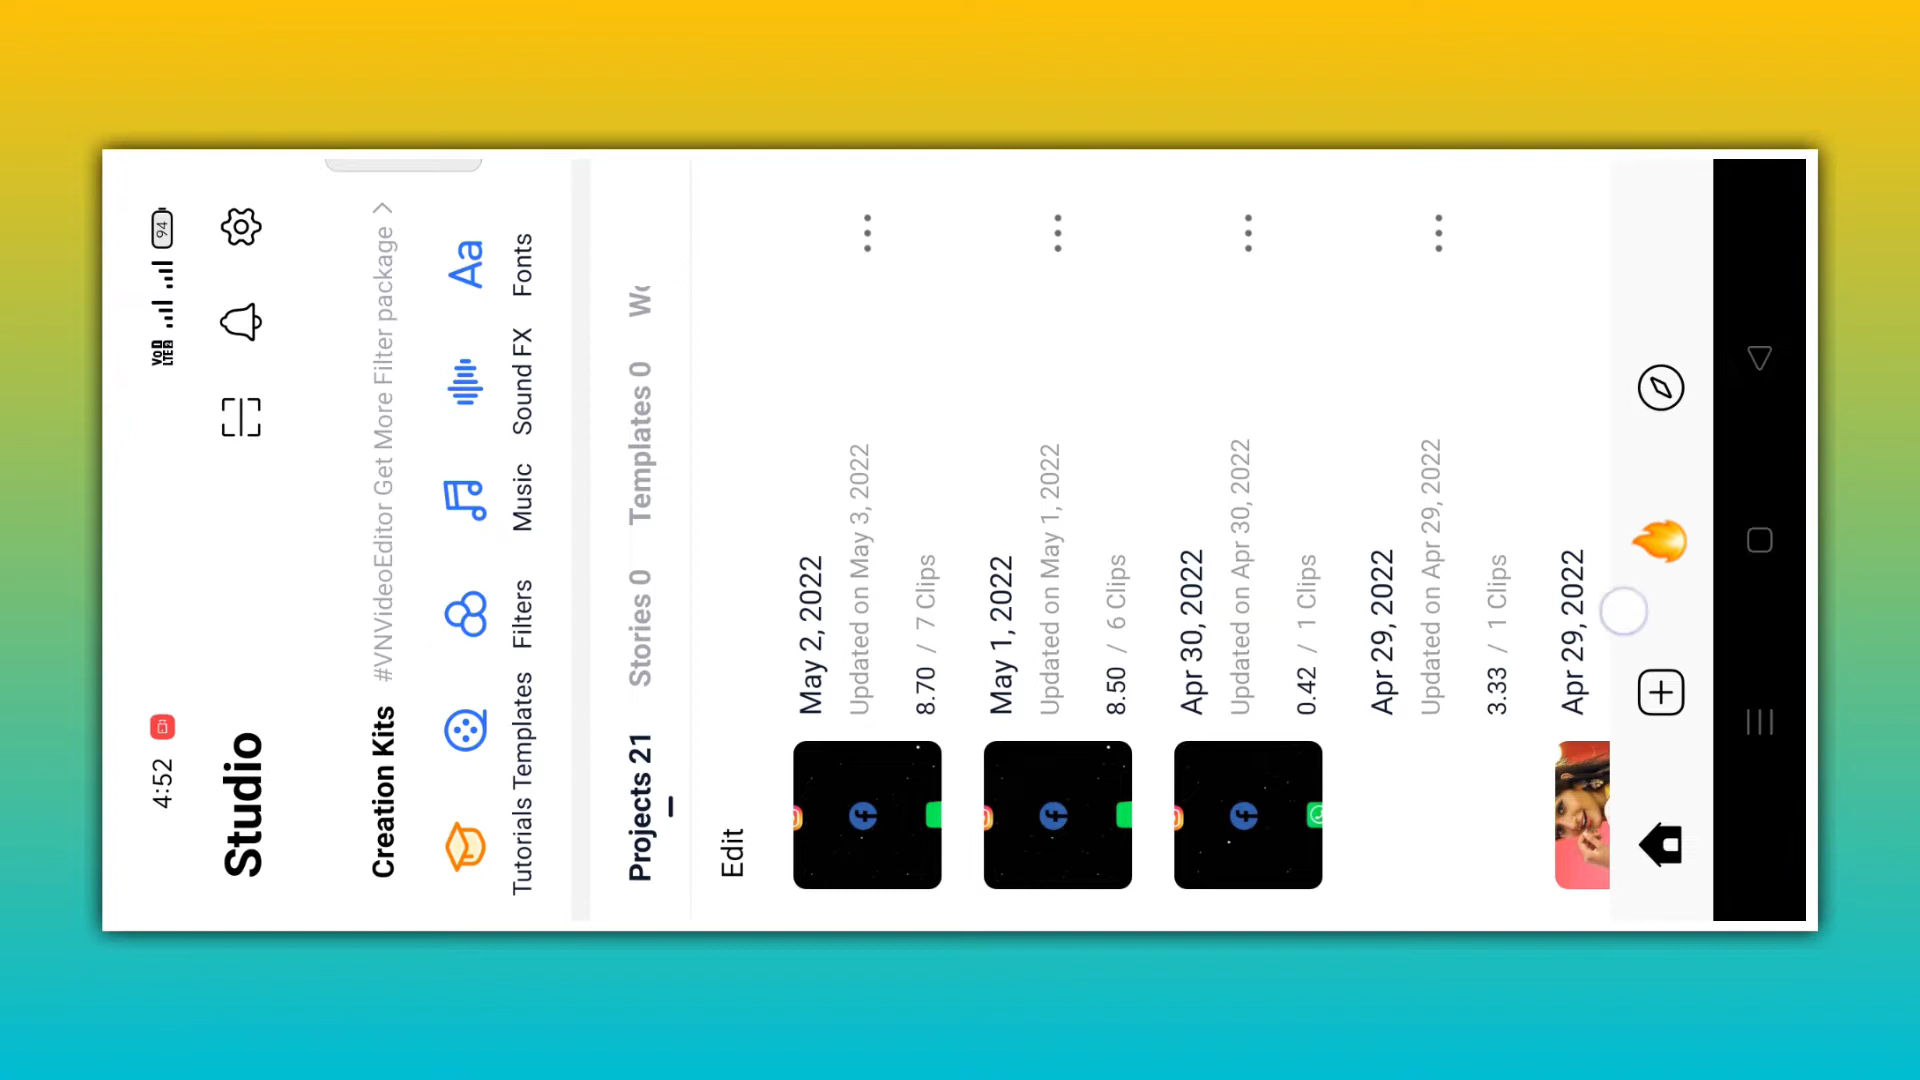 4:52
VoD LTE2
94
Studio
Creation Kits #VNVideoEditor Get More Filter package >
Tutorials Templates Filters Music Sound FX Fonts
Projects 21 Stories 0 Templates 0
Edit
May 2, 2022
Updated on May 3, 2022
8.70 / 7 Clips
May 1, 2022
Updated on May 1, 2022
8.50 / 6 Clips
Apr 30, 2022
Updated on Apr 30, 2022
0.42 / 1 Clips
Apr 29, 2022
Updated on Apr 29, 2022
3.33 / 1 Clips
Apr 29, 2022